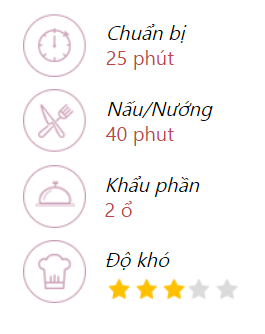 Chuẩn bị
25 phút
Nấu/Nướng
40 phut
Khẩu phần
2 ổ
Độ khó